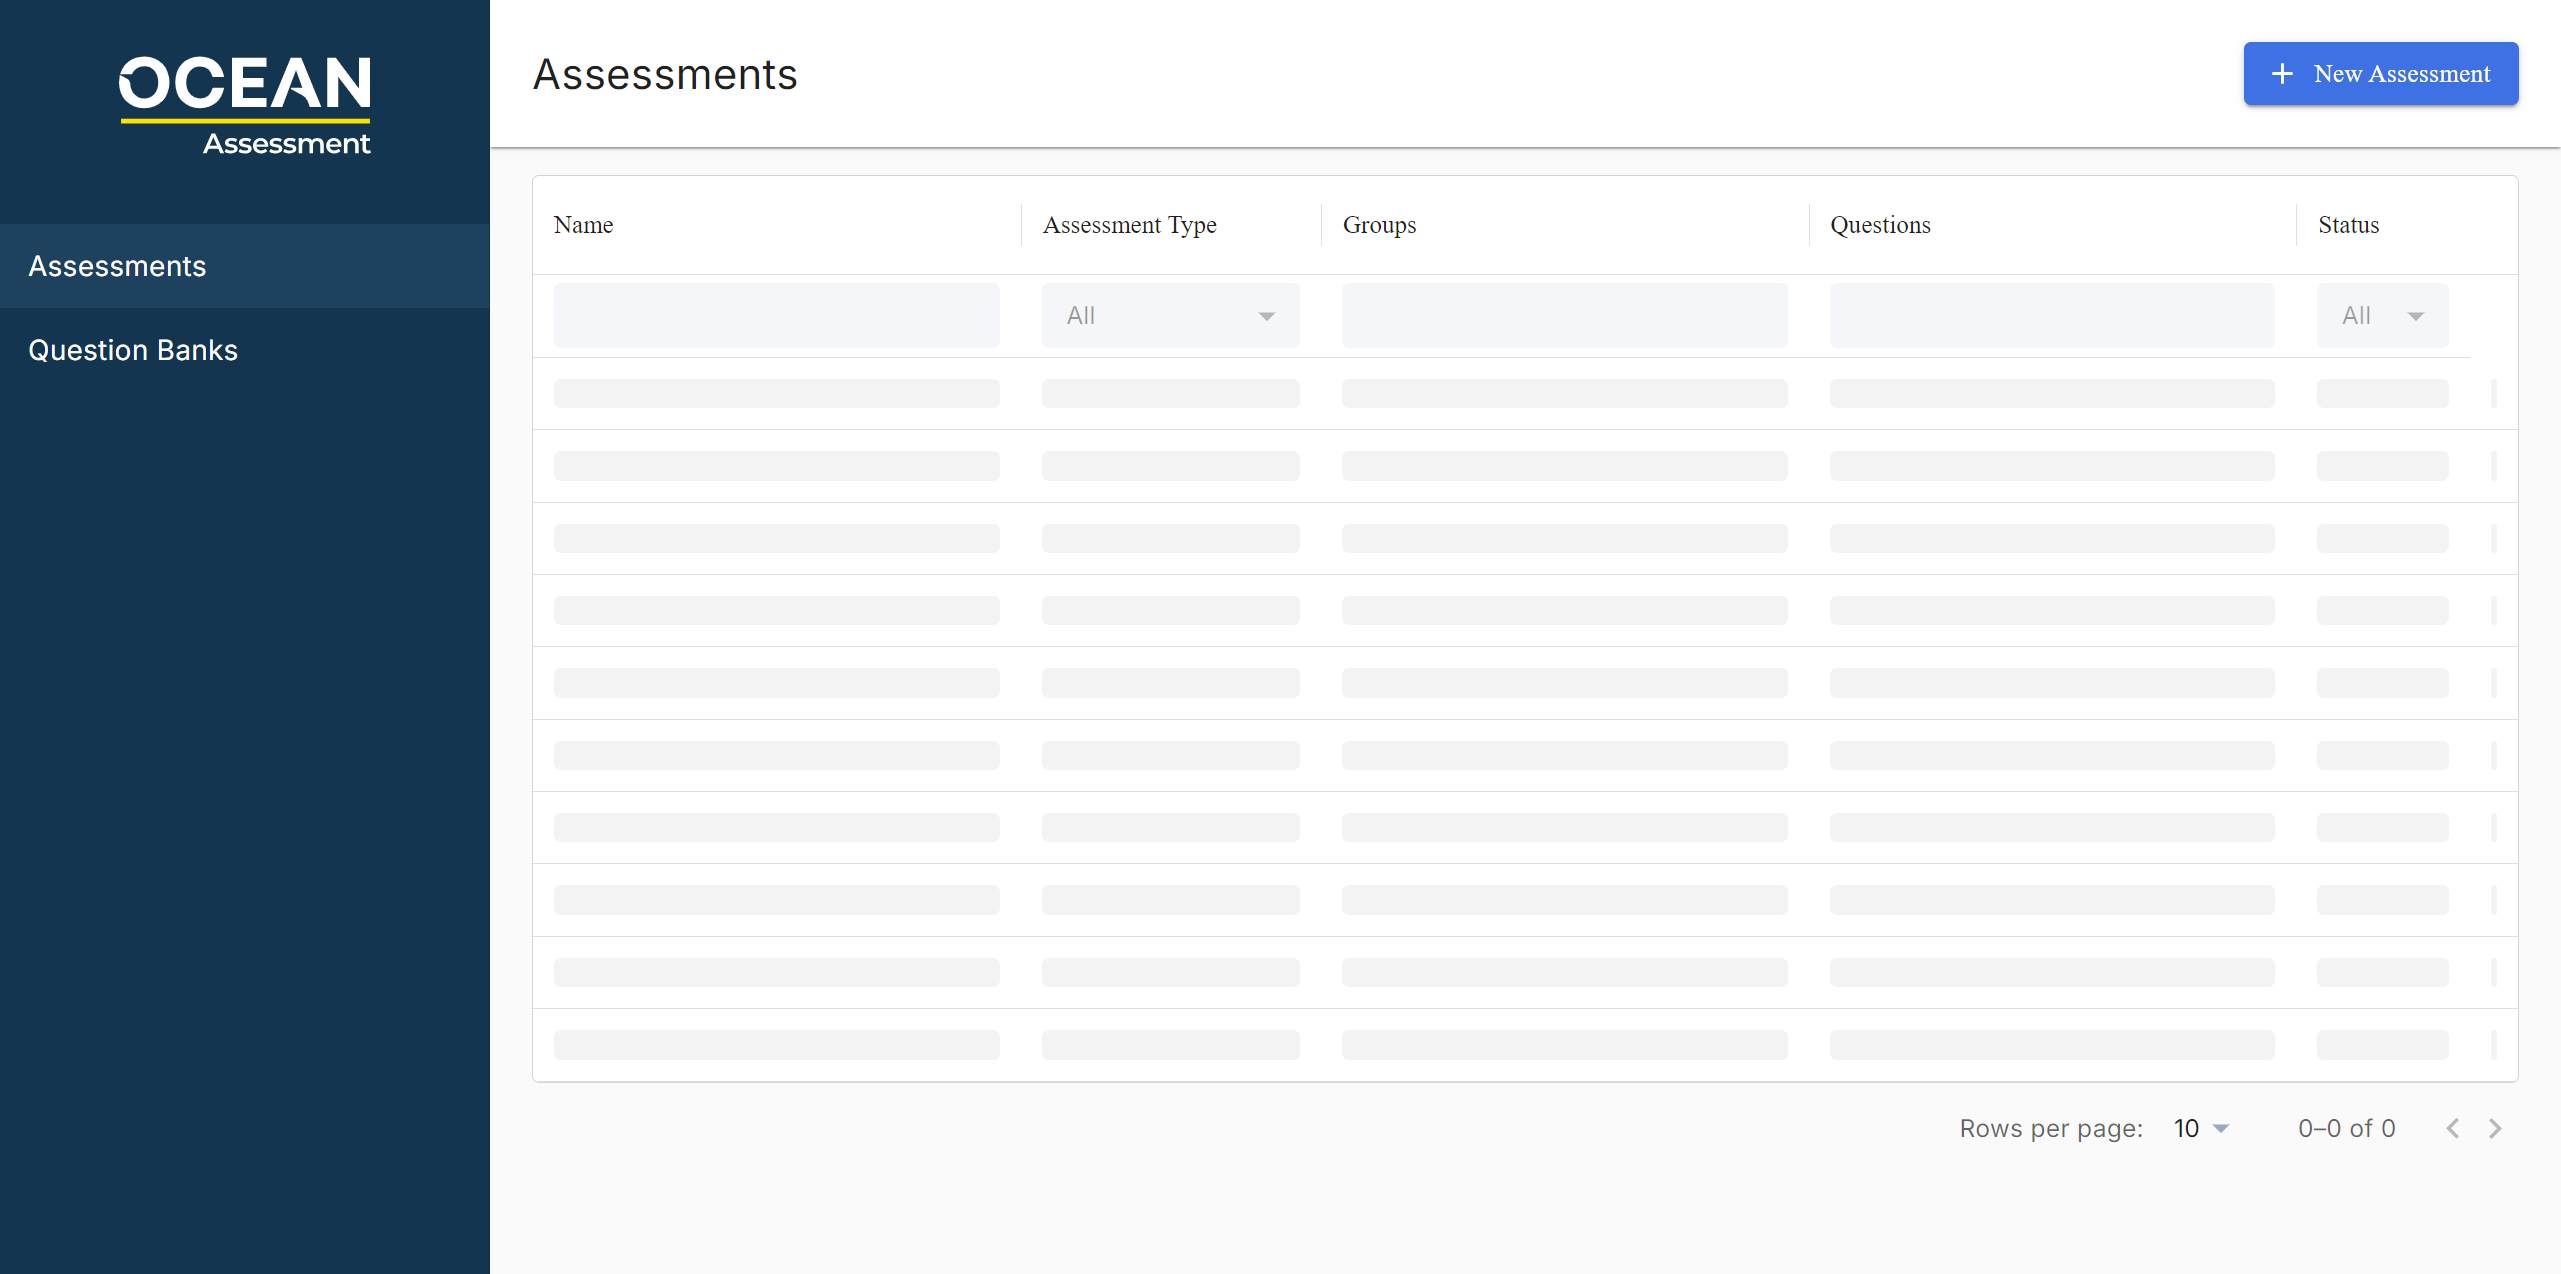 OCEAN
Assessment
Assessments
Question Banks
Assessments
New Assessment
Name Assessment Type Groups Questions Status
All All
Rows per page: 10 0–0 of 0